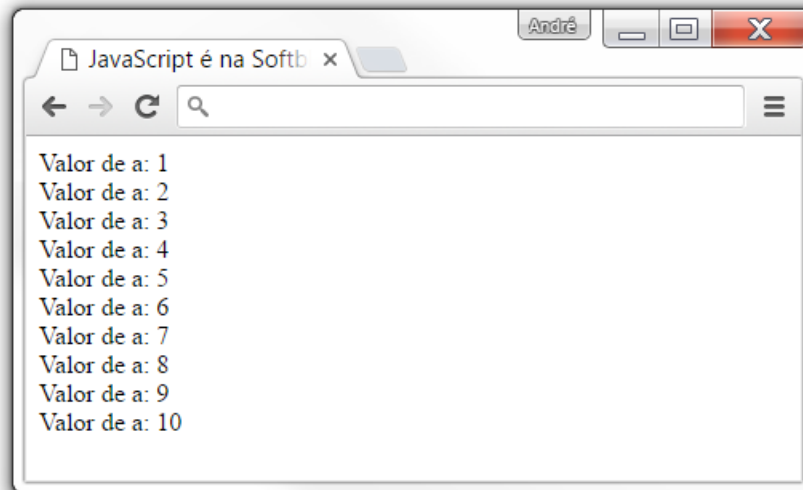 André
JavaScript é na Softb
Valor de a: 1
Valor de a: 2
Valor de a: 3
Valor de a: 4
Valor de a: 5
Valor de a: 6
Valor de a: 7
Valor de a: 8
Valor de a: 9
Valor de a: 10